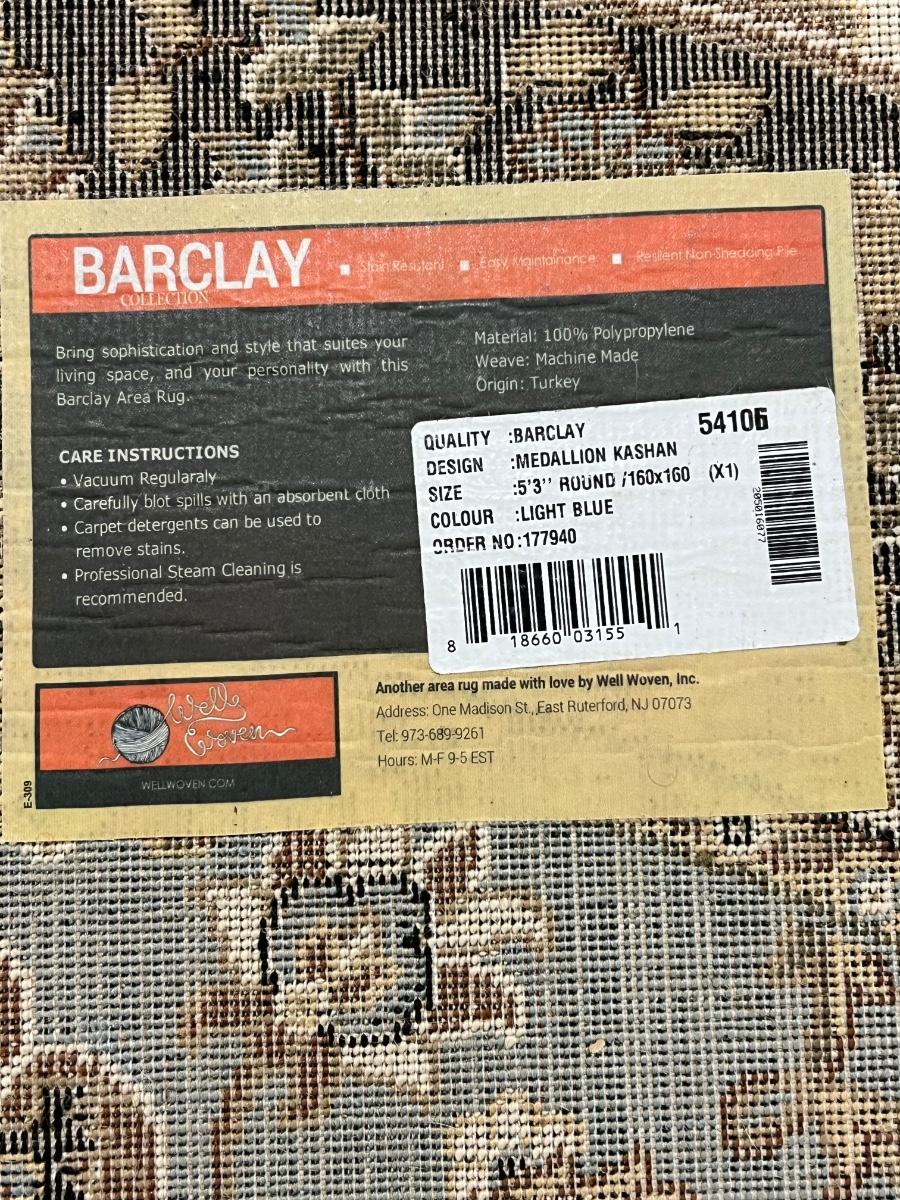 BARCLAY
COLLECTION
▪ Stain Resistant ▪ Easy Maintainance ▪ Resilient Non-Shedding Pile
Bring sophistication and style that suites your
living space, and your personality with this
Barclay Area Rug.
Material: 100% Polypropylene
Weave: Machine Made
Origin: Turkey
CARE INSTRUCTIONS
• Vacuum Regularaly
• Carefully blot spills with an absorbent cloth
• Carpet detergents can be used to
remove stains.
• Professional Steam Cleaning is
recommended.
54106
QUALITY :BARCLAY
DESIGN :MEDALLION KASHAN
SIZE :5'3'' ROUND /160x160 (X1)
COLOUR :LIGHT BLUE
ORDER NO:177940
205016077
8 18660 03155 1
Well Woven
WELLWOVEN.COM
E-309
Another area rug made with love by Well Woven, Inc.
Address: One Madison St., East Ruterford, NJ 07073
Tel: 973-689-9261
Hours: M-F 9-5 EST